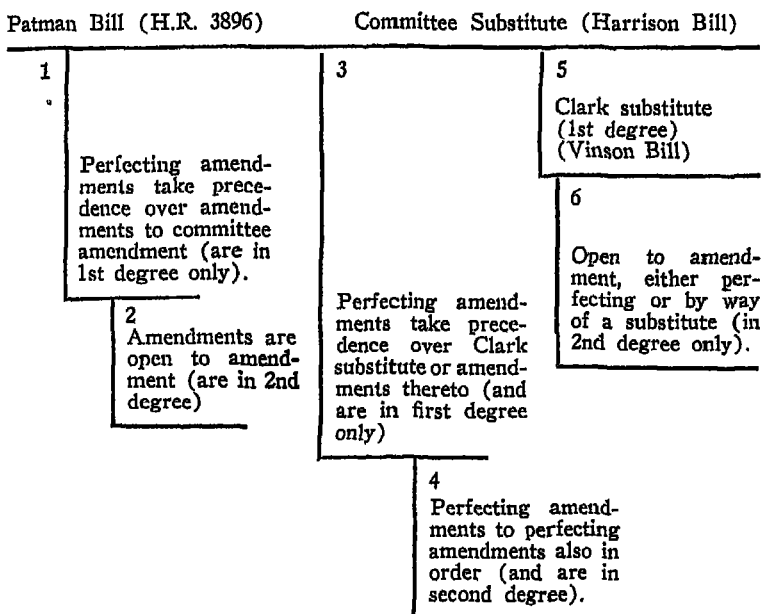 Patman Bill (H.R. 3896)
Committee Substitute (Harrison Bill)
1
Perfecting amend-
ments take prece-
dence over amend-
ments to committee
amendment (are in
1st degree only).
2
Amendments are
open to amend-
ment (are in 2nd
degree)
3
Perfecting amend-
ments take prece-
dence over Clark
substitute or amend-
ments thereto (and
are in first degree
only)
4
Perfecting amend-
ments to perfecting
amendments also in
order (and are in
second degree).
5
Clark substitute
(1st degree)
(Vinson Bill)
6
Open to amend-
ment, either per-
fecting or by way
of a substitute (in
2nd degree only).